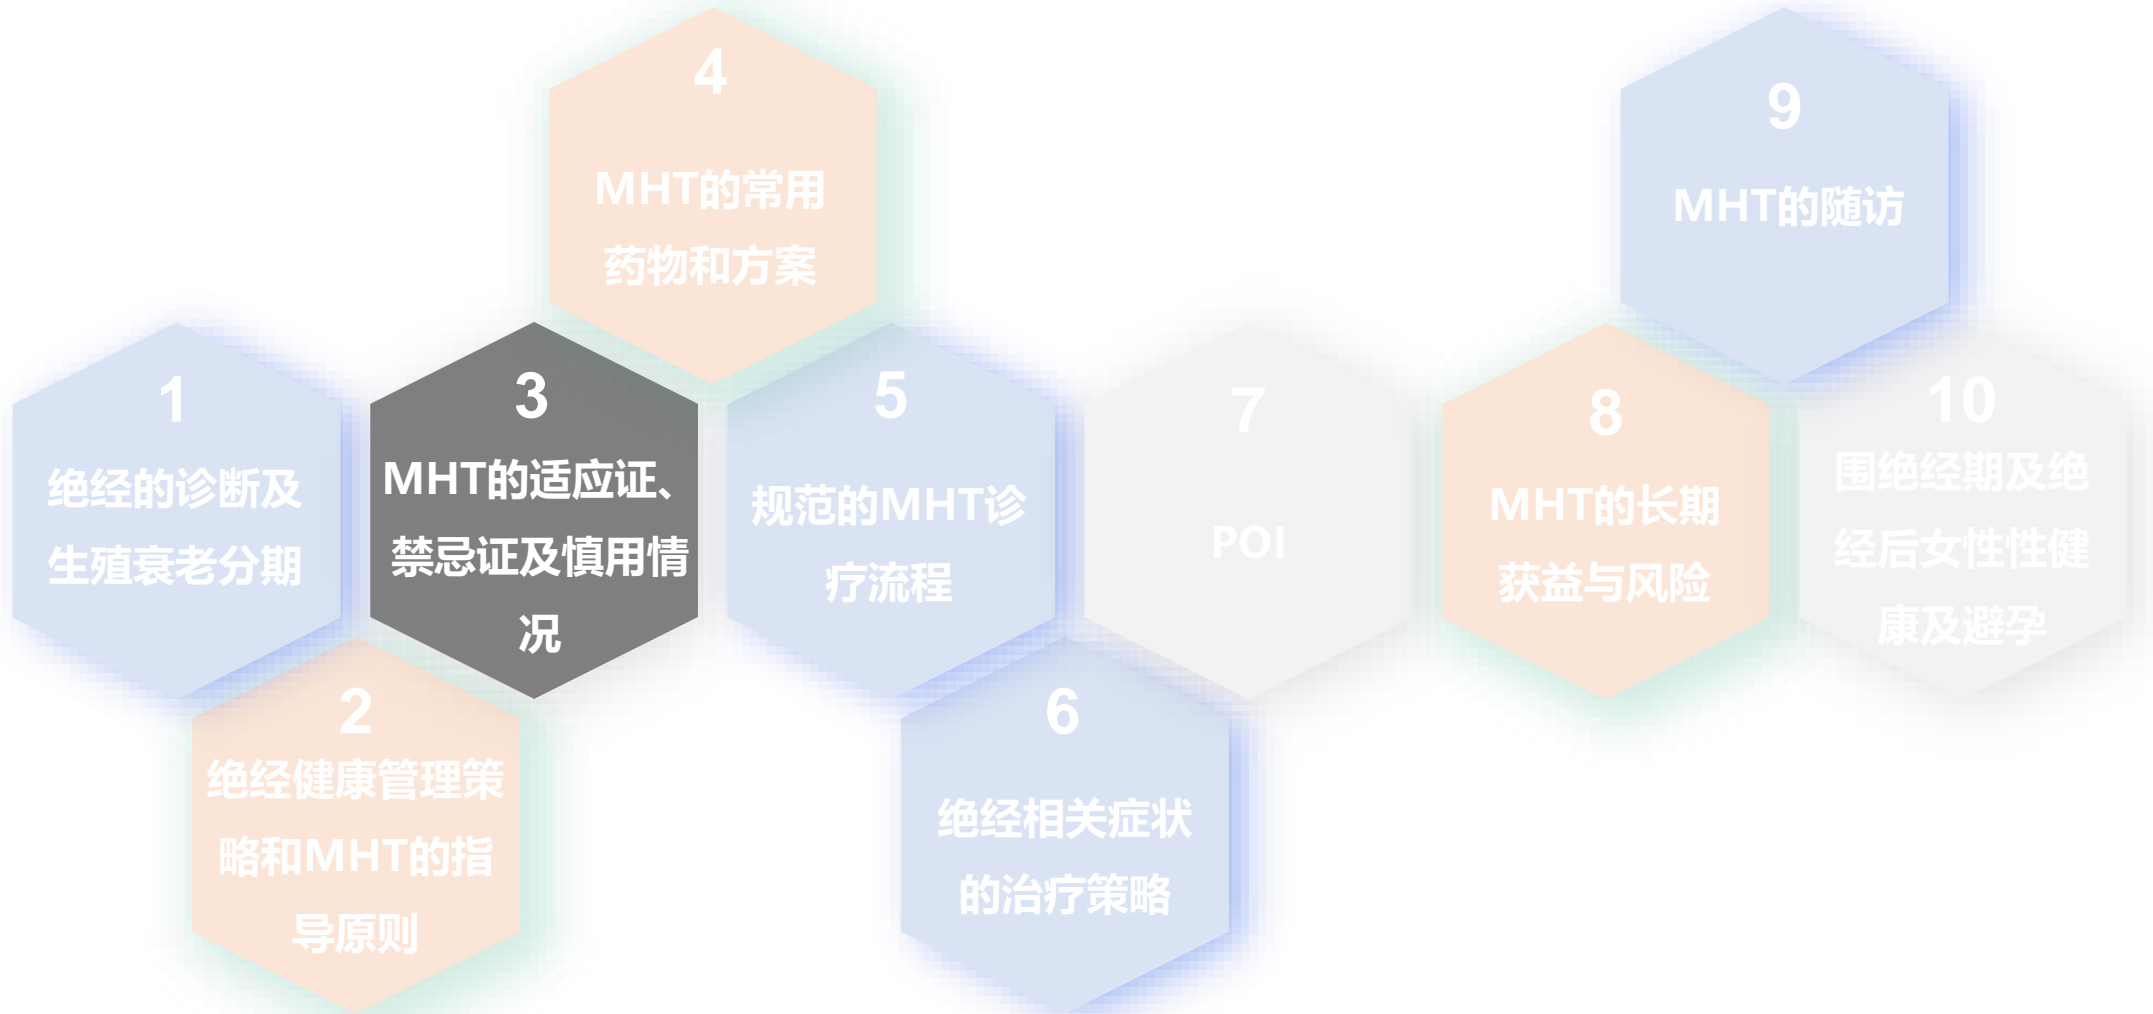 1
绝经的诊断及
生殖衰老分期
2
绝经健康管理策
略和MHT的指
导原则
3
MHT的适应证、
禁忌证及慎用情
况
4
MHT的常用
药物和方案
5
规范的MHT诊
疗流程
6
绝经相关症状
的治疗策略
7
POI
8
MHT的长期
获益与风险
9
MHT的随访
10
围绝经期及绝
经后女性性健
康及避孕